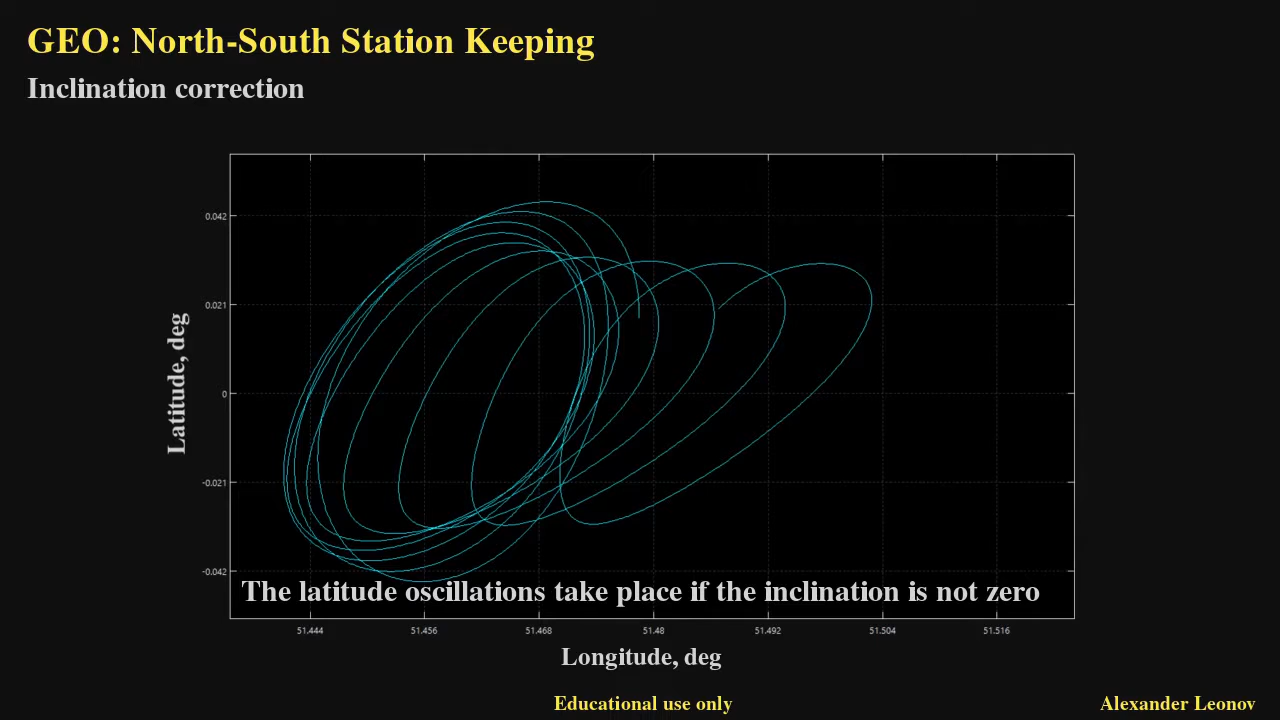 GEO: North-South Station Keeping
Inclination correction
0.042
0.021
0
-0.021
-0.042
Latitude, deg
The latitude oscillations take place if the inclination is not zero
51.444 51.456 51.468 51.48 51.492 51.504 51.516
Longitude, deg
Educational use only
Alexander Leonov